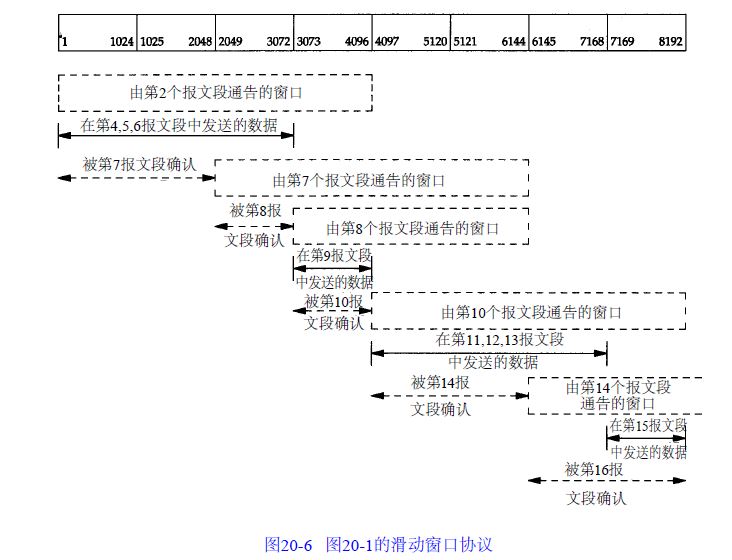 1 1024 1025 2048 2049 3072 3073 4096 4097 5120 5121 6144 6145 7168 7169 8192
由第2个报文段通告的窗口
在第4,5,6报文段中发送的数据
被第7报文段确认
由第7个报文段通告的窗口
被第8报
文段确认
由第8个报文段通告的窗口
在第9报文段
中发送的数据
被第10报
文段确认
由第10个报文段通告的窗口
在第11,12,13报文段
中发送的数据
被第14报
文段确认
由第14个报文段
通告的窗口
在第15报文段
中发送的数据
被第16报
文段确认
图20-6 图20-1的滑动窗口协议